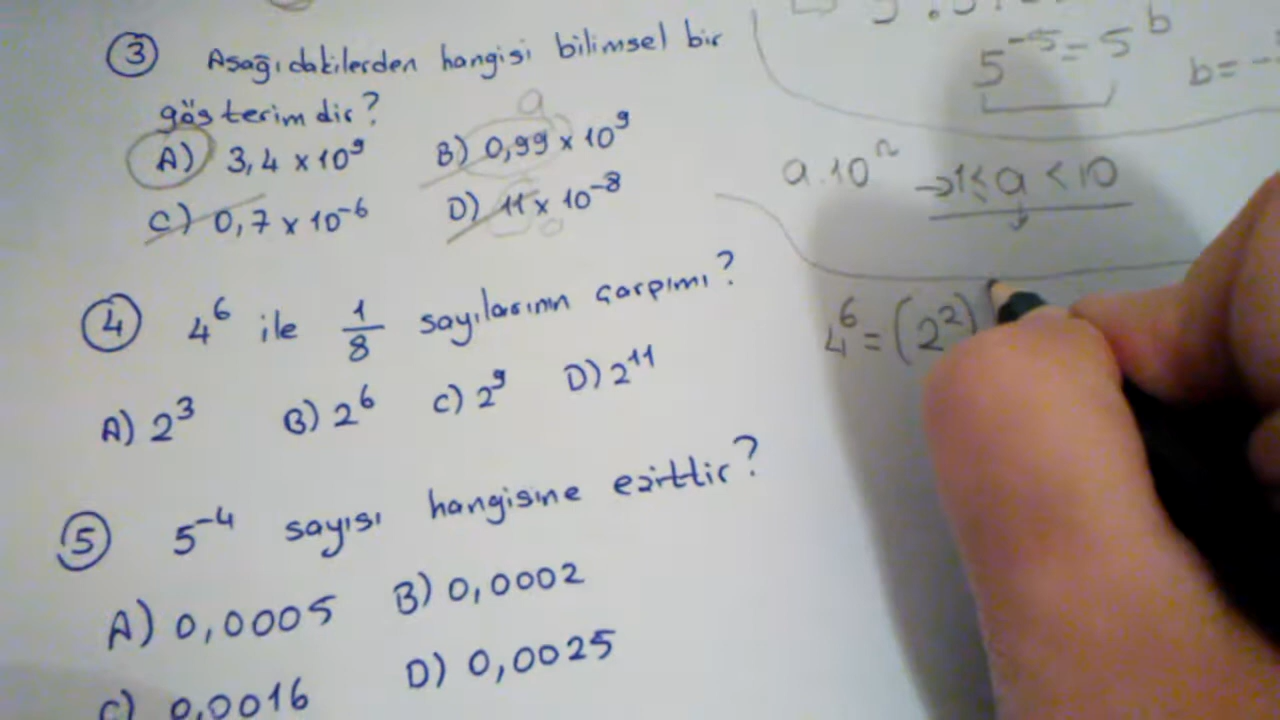 ③ Aşağıdakilerden hangisi bilimsel bir
gösterimdir?
A) 3,4 x 10⁹ B) 0,99 x 10⁹
a
C) 0,7 x 10⁻⁶ D) 11 x 10⁻⁸
④ 4⁶ ile 1/8 sayılarının çarpımı?
A) 2³ B) 2⁶ C) 2⁹ D) 2¹¹
⑤ 5⁻⁴ sayısı hangisine eşittir?
A) 0,0005 B) 0,0002
C) 0,0016 D) 0,0025
5⁻⁵ = 5ᵇ
b = -
a.10ⁿ → 1 ≤ a < 10
4⁶ = (2²)